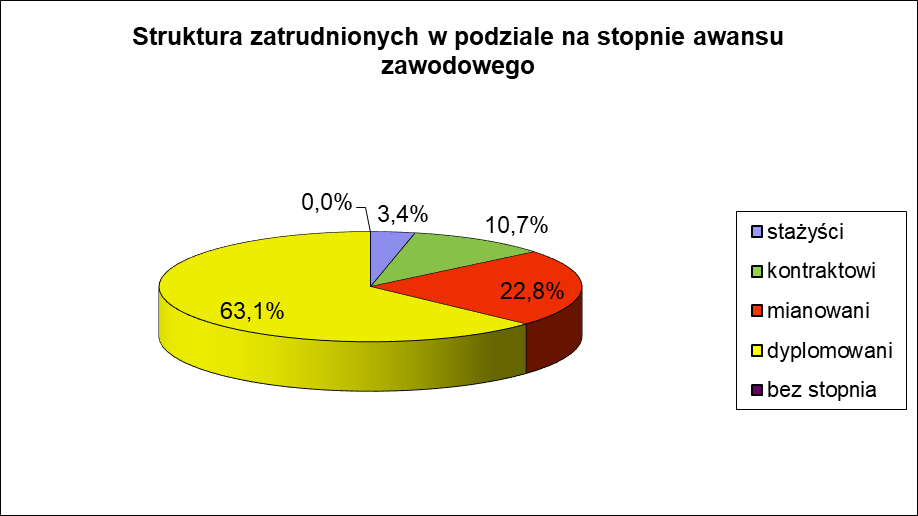 Struktura zatrudnionych w podziale na stopnie awansu
zawodowego
0,0%
3,4%
10,7%
22,8%
63,1%
stażyści
kontraktowi
mianowani
dyplomowani
bez stopnia